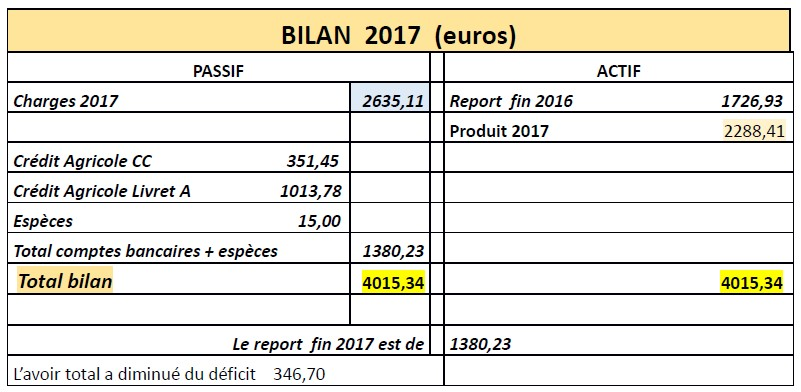 BILAN 2017 (euros)
PASSIF ACTIF
Charges 2017 2635,11 Report fin 2016 1726,93
Produit 2017 2288,41
Crédit Agricole CC 351,45
Crédit Agricole Livret A 1013,78
Espèces 15,00
Total comptes bancaires + espèces 1380,23
Total bilan 4015,34 4015,34
Le report fin 2017 est de 1380,23
L'avoir total a diminué du déficit 346,70